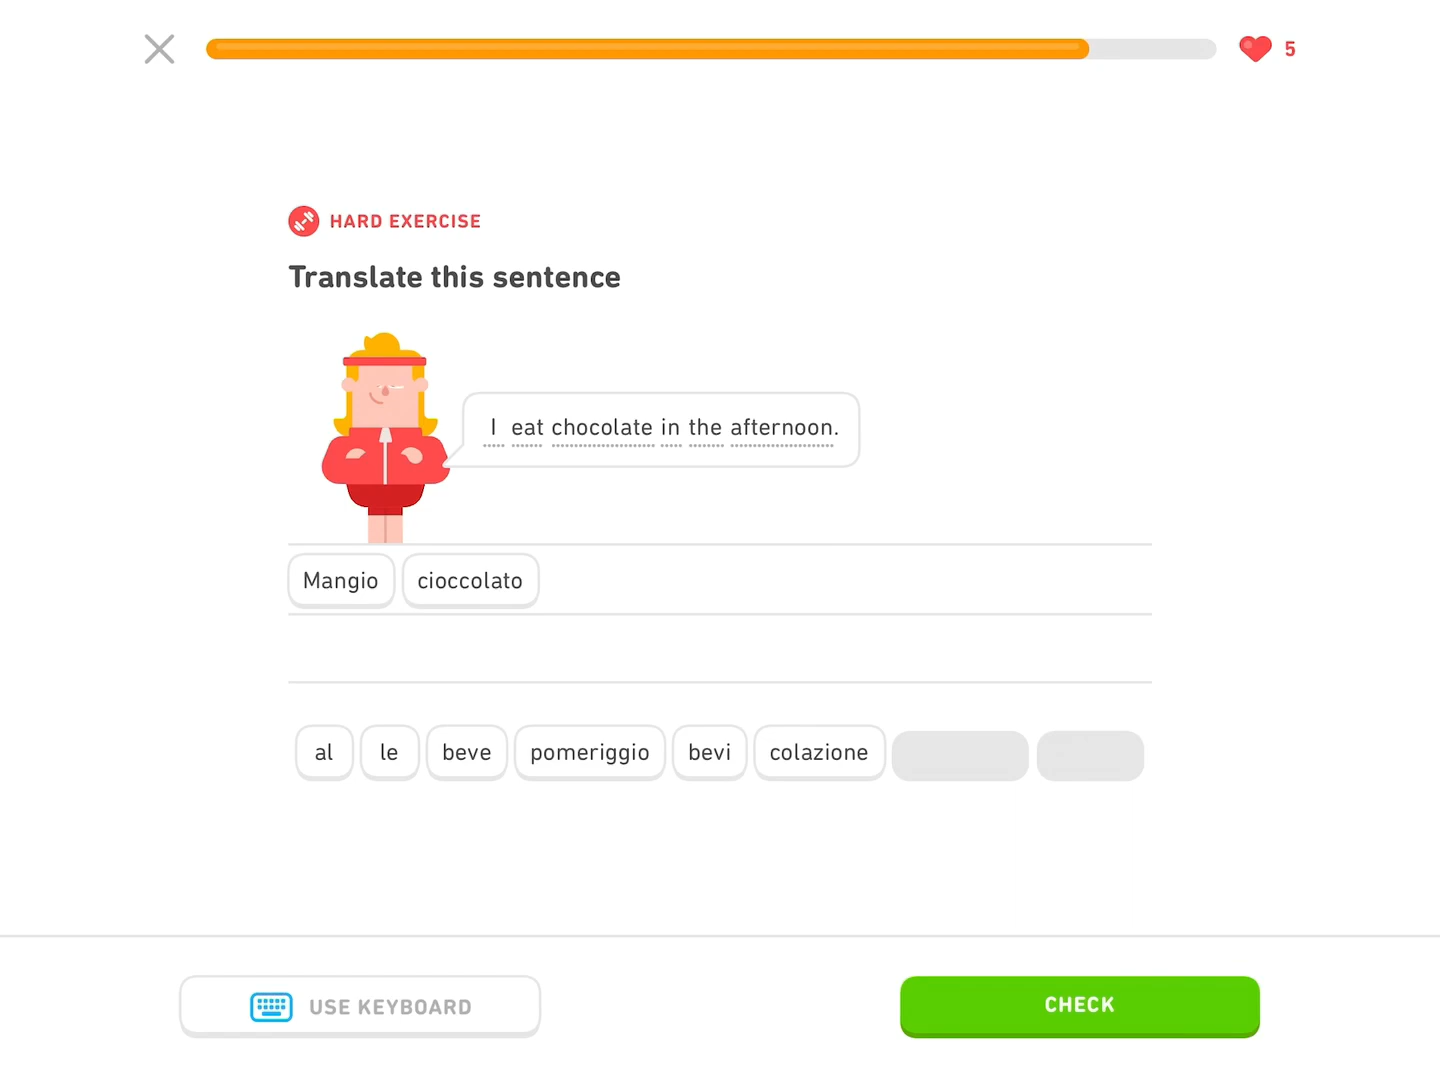 5
HARD EXERCISE
Translate this sentence
I eat chocolate in the afternoon.
Mangio cioccolato
al le beve pomeriggio bevi colazione
USE KEYBOARD CHECK